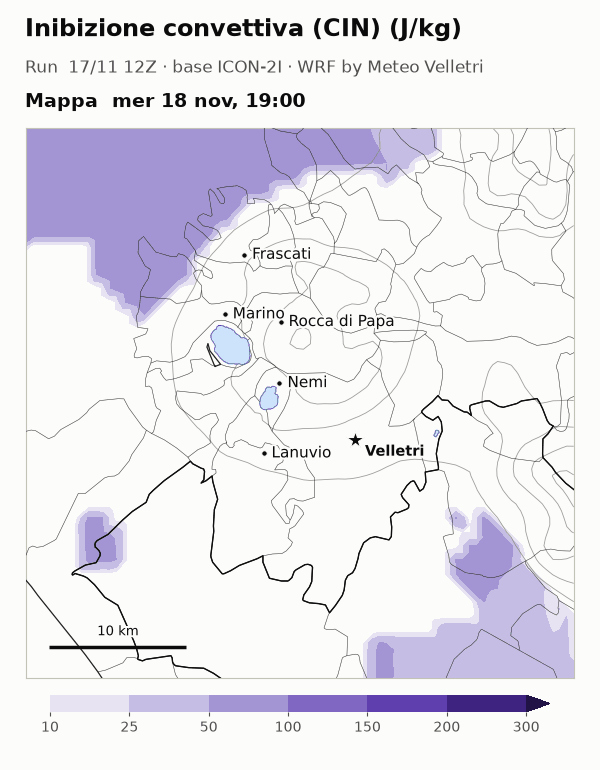 Inibizione convettiva (CIN) (J/kg)
Run  17/11 12Z · base ICON-2I · WRF by Meteo Velletri
Mappa  mer 18 nov, 19:00
Frascati
Marino
Rocca di Papa
Nemi
Velletri
Lanuvio
10 km
10 25 50 100 150 200 300